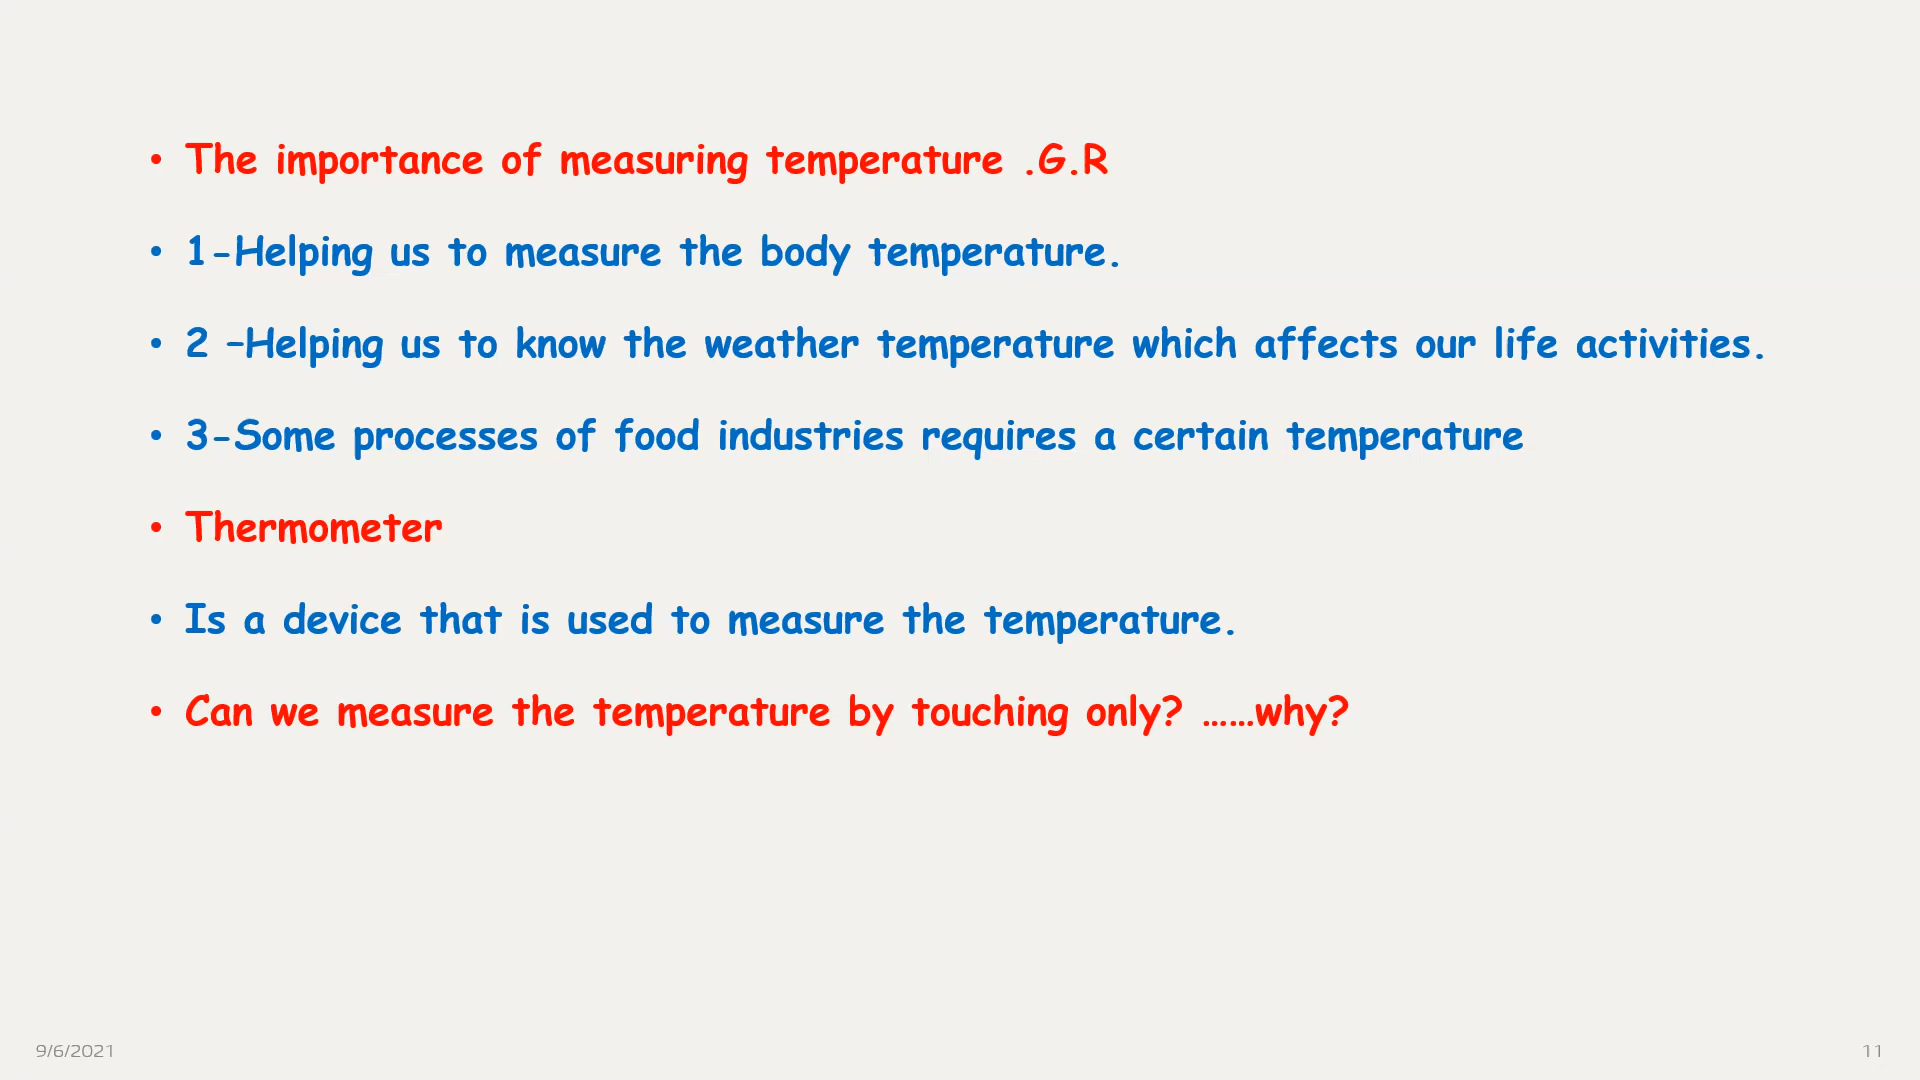 • The importance of measuring temperature .G.R
• 1-Helping us to measure the body temperature.
• 2 –Helping us to know the weather temperature which affects our life activities.
• 3-Some processes of food industries requires a certain temperature
• Thermometer
• Is a device that is used to measure the temperature.
• Can we measure the temperature by touching only? ……why?
9/6/2021
11